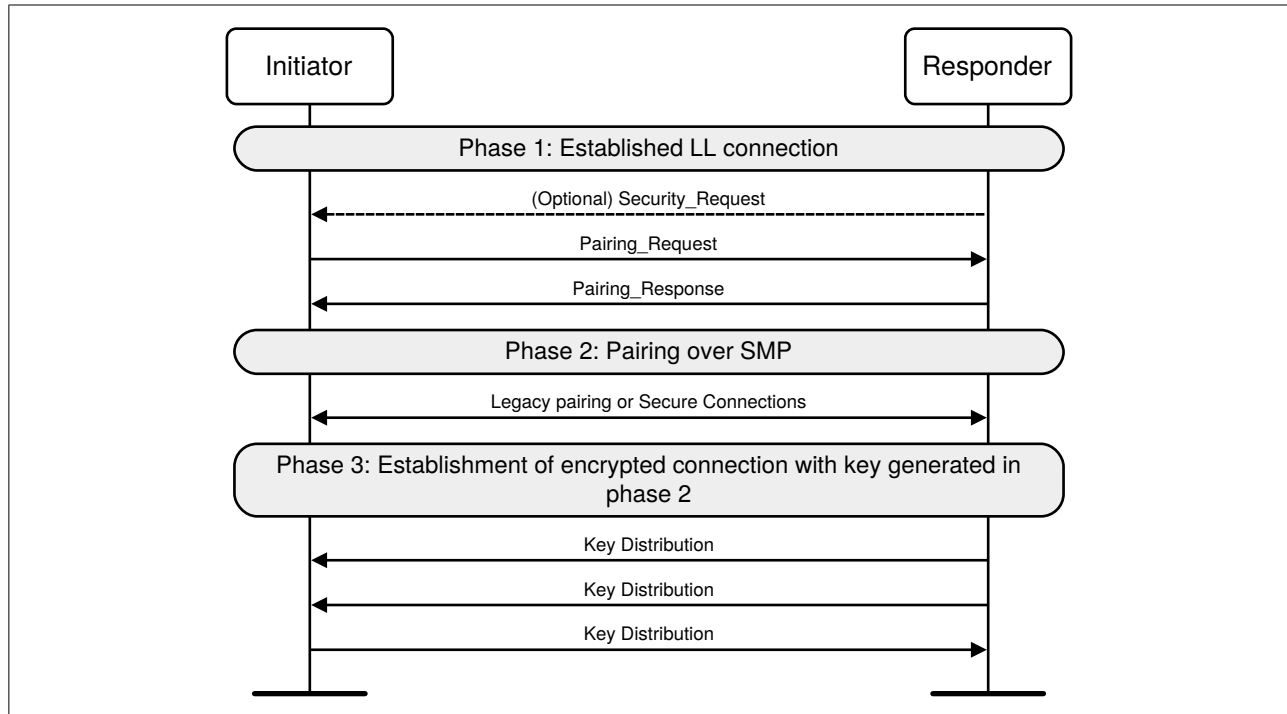 Initiator
Responder
Phase 1: Established LL connection
(Optional) Security_Request
Pairing_Request
Pairing_Response
Phase 2: Pairing over SMP
Legacy pairing or Secure Connections
Phase 3: Establishment of encrypted connection with key generated in
phase 2
Key Distribution
Key Distribution
Key Distribution